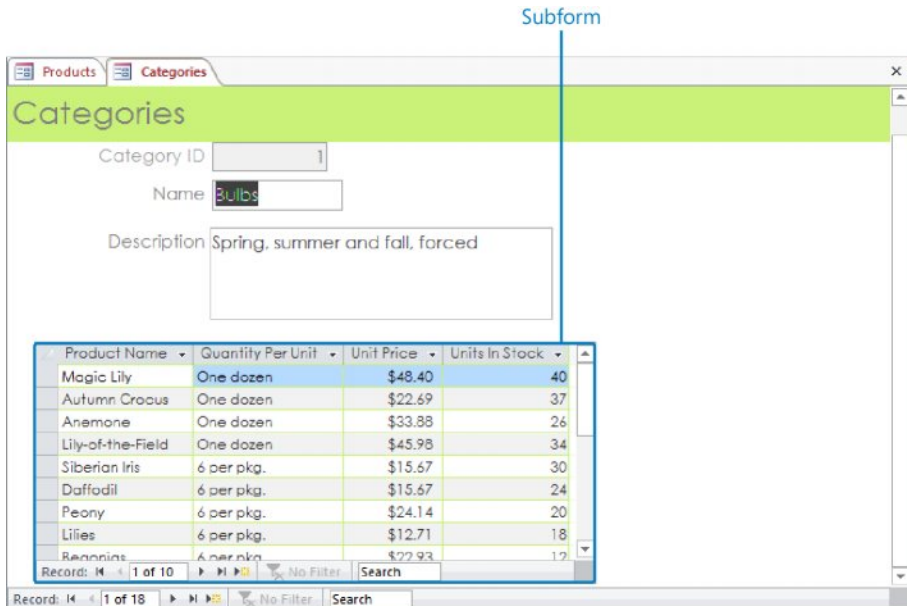 Subform
Products Categories
Categories
Category ID 1
Name Bulbs
Description Spring, summer and fall, forced
Product Name Quantity Per Unit Unit Price Units In Stock
Magic Lily One dozen $48.40 40
Autumn Crocus One dozen $22.69 37
Anemone One dozen $33.88 26
Lily-of-the-Field One dozen $45.98 34
Siberian Iris 6 per pkg. $15.67 30
Daffodil 6 per pkg. $15.67 24
Peony 6 per pkg. $24.14 20
Lilies 6 per pkg. $12.71 18
Begonias 6 per pkg. $22.93 12
Record: 1 of 10 No Filter Search
Record: 1 of 18 No Filter Search